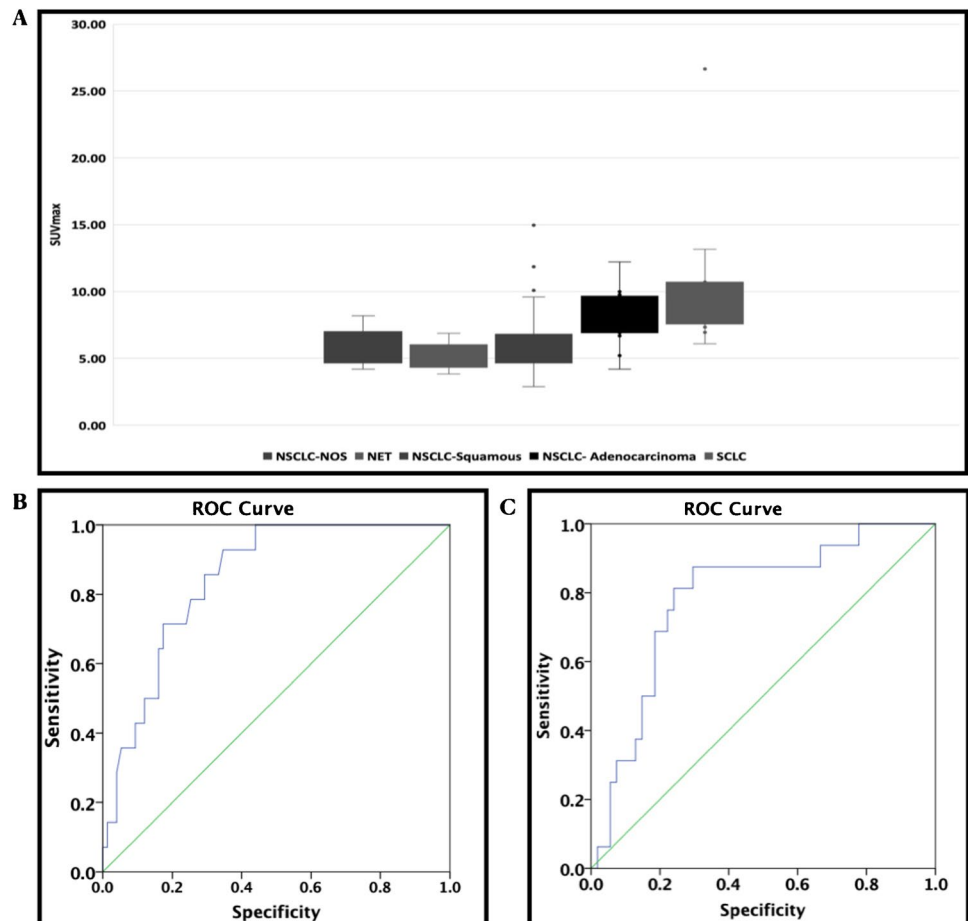 A
30.00
25.00
20.00
15.00
10.00
5.00
0.00
SUVmax
NSCLC-NOS NET NSCLC-Squamous NSCLC- Adenocarcinoma SCLC
B
ROC Curve
1.0
0.8
0.6
0.4
0.2
0.0
Sensitivity
0.0 0.2 0.4 0.6 0.8 1.0
Specificity
C
ROC Curve
1.0
0.8
0.6
0.4
0.2
0.0
Sensitivity
0.0 0.2 0.4 0.6 0.8 1.0
Specificity